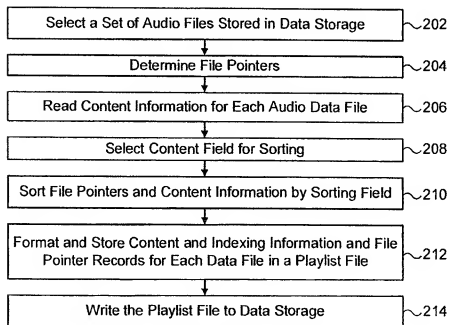 Select a Set of Audio Files Stored in Data Storage
202
Determine File Pointers
204
Read Content Information for Each Audio Data File
206
Select Content Field for Sorting
208
Sort File Pointers and Content Information by Sorting Field
210
Format and Store Content and Indexing Information and File
Pointer Records for Each Data File in a Playlist File
212
Write the Playlist File to Data Storage
214